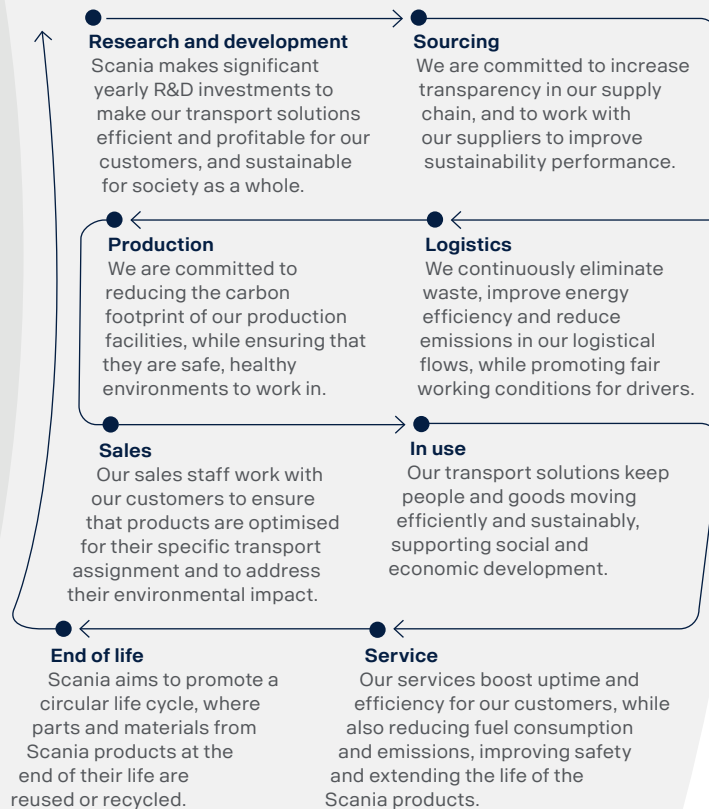 Research and development
Scania makes significant
yearly R&D investments to
make our transport solutions
efficient and profitable for our
customers, and sustainable
for society as a whole.
Sourcing
We are committed to increase
transparency in our supply
chain, and to work with
our suppliers to improve
sustainability performance.
Production
We are committed to
reducing the carbon
footprint of our production
facilities, while ensuring that
they are safe, healthy
environments to work in.
Logistics
We continuously eliminate
waste, improve energy
efficiency and reduce
emissions in our logistical
flows, while promoting fair
working conditions for drivers.
Sales
Our sales staff work with
our customers to ensure
that products are optimised
for their specific transport
assignment and to address
their environmental impact.
In use
Our transport solutions keep
people and goods moving
efficiently and sustainably,
supporting social and
economic development.
End of life
Scania aims to promote a
circular life cycle, where
parts and materials from
Scania products at the
end of their life are
reused or recycled.
Service
Our services boost uptime and
efficiency for our customers, while
also reducing fuel consumption
and emissions, improving safety
and extending the life of the
Scania products.